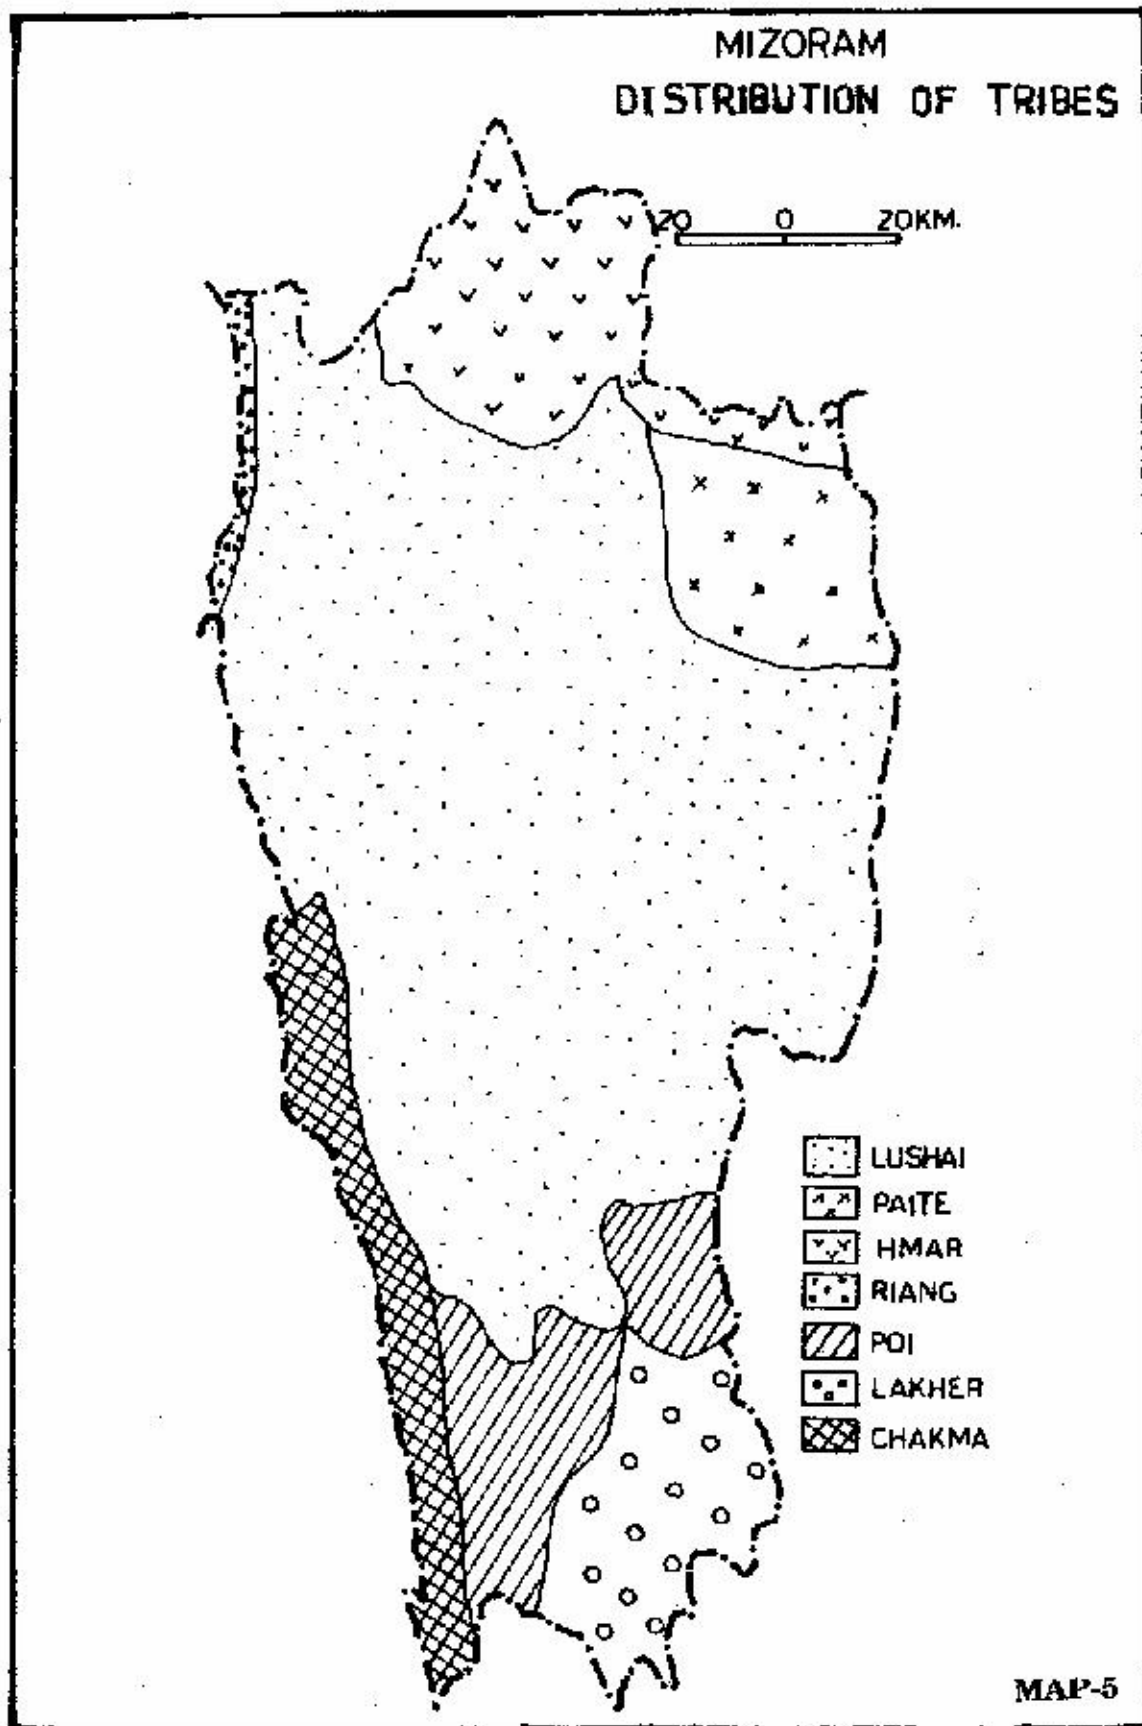 MIZORAM
DISTRIBUTION OF TRIBES
20 0 20KM.
LUSHAI
PAITE
HMAR
RIANG
POI
LAKHER
CHAKMA
MAP-5